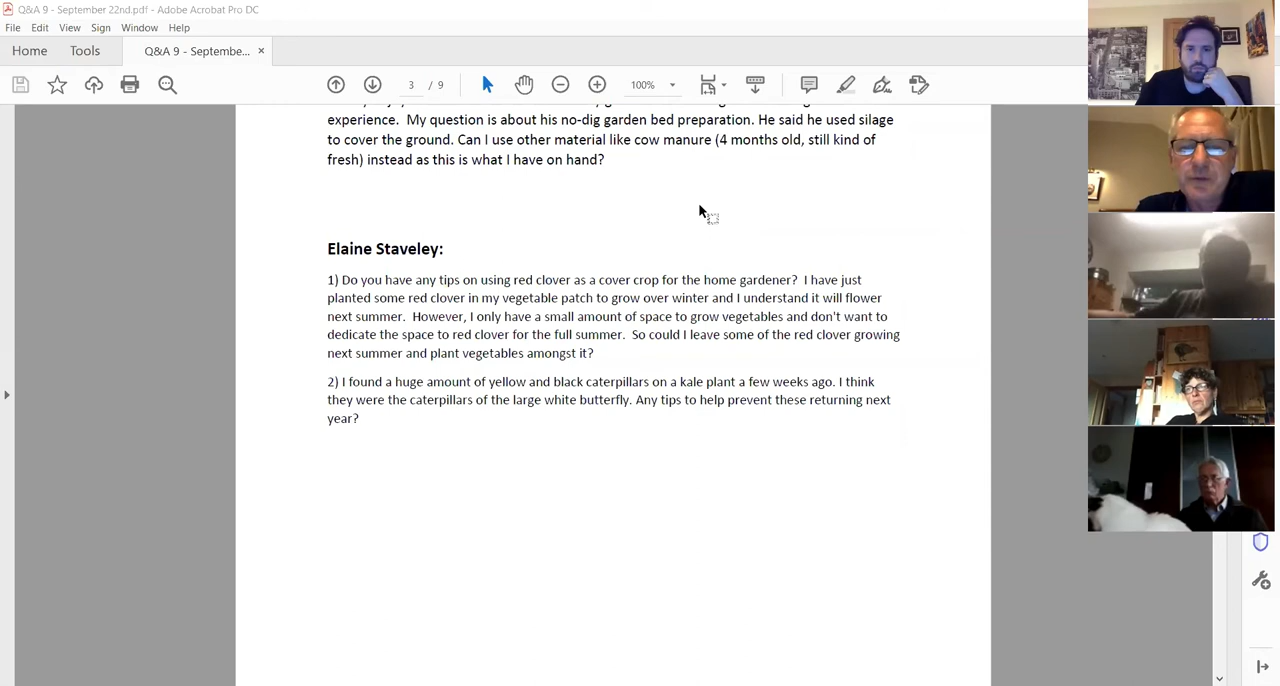 Q&A 9 - September 22nd.pdf - Adobe Acrobat Pro DC
File Edit View Sign Window Help
Home Tools Q&A 9 - Septembe... ×
3 / 9 100%
experience. My question is about his no-dig garden bed preparation. He said he used silage
to cover the ground. Can I use other material like cow manure (4 months old, still kind of
fresh) instead as this is what I have on hand?
Elaine Staveley:
1) Do you have any tips on using red clover as a cover crop for the home gardener? I have just
planted some red clover in my vegetable patch to grow over winter and I understand it will flower
next summer. However, I only have a small amount of space to grow vegetables and don't want to
dedicate the space to red clover for the full summer. So could I leave some of the red clover growing
next summer and plant vegetables amongst it?
2) I found a huge amount of yellow and black caterpillars on a kale plant a few weeks ago. I think
they were the caterpillars of the large white butterfly. Any tips to help prevent these returning next
year?